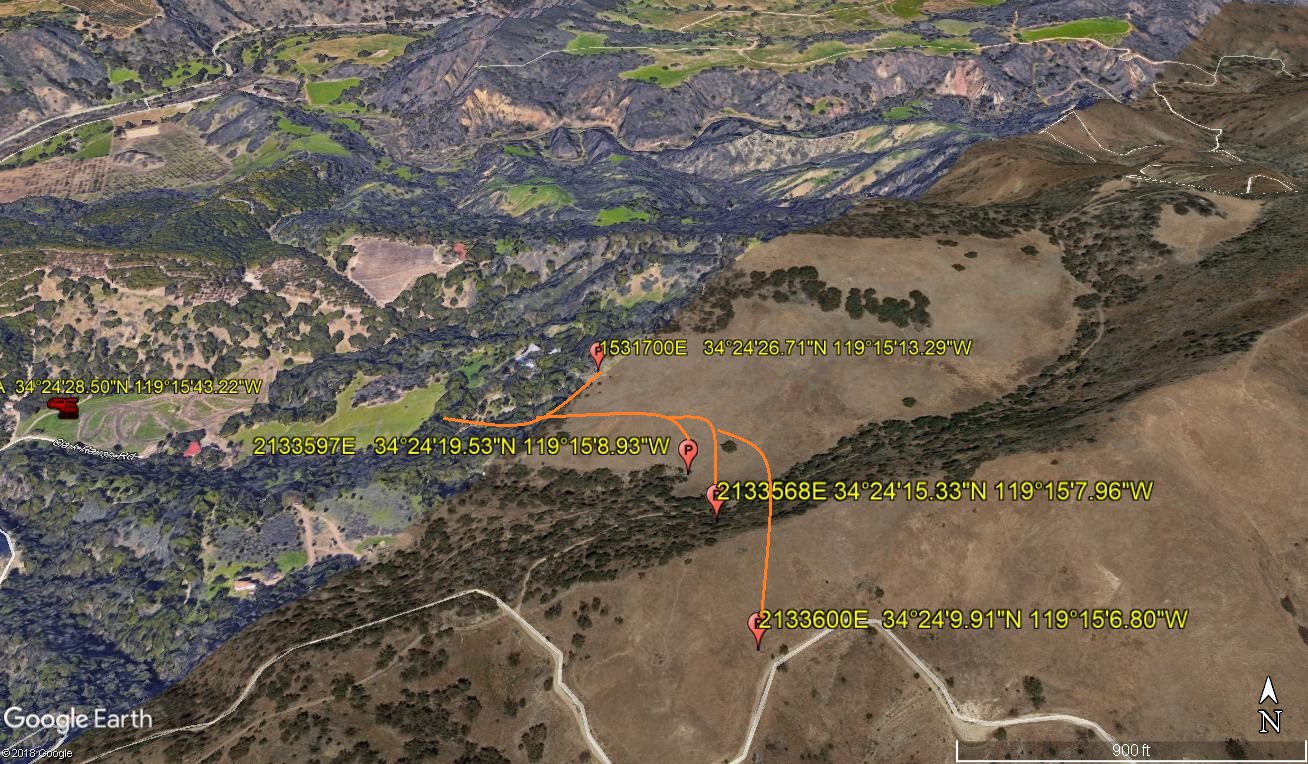 1531700E 34°24'26.71"N 119°15'13.29"W
A 34°24'28.50"N 119°15'43.22"W
2133597E 34°24'19.53"N 119°15'8.93"W
2133568E 34°24'15.33"N 119°15'7.96"W
2133600E 34°24'9.91"N 119°15'6.80"W
N
Google Earth
©2018 Google
900 ft